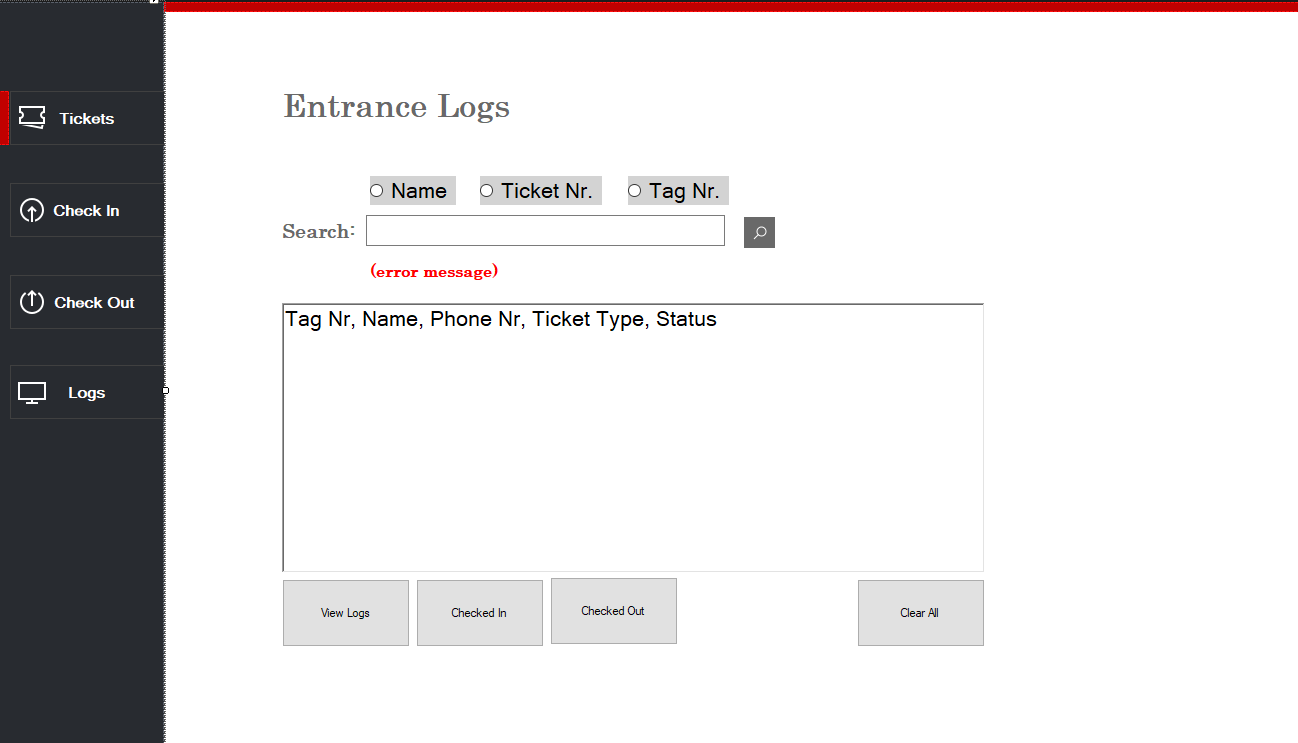 Tickets
Check In
Check Out
Logs
Entrance Logs
Name Ticket Nr. Tag Nr.
Search:
(error message)
Tag Nr, Name, Phone Nr, Ticket Type, Status
View Logs Checked In Checked Out Clear All